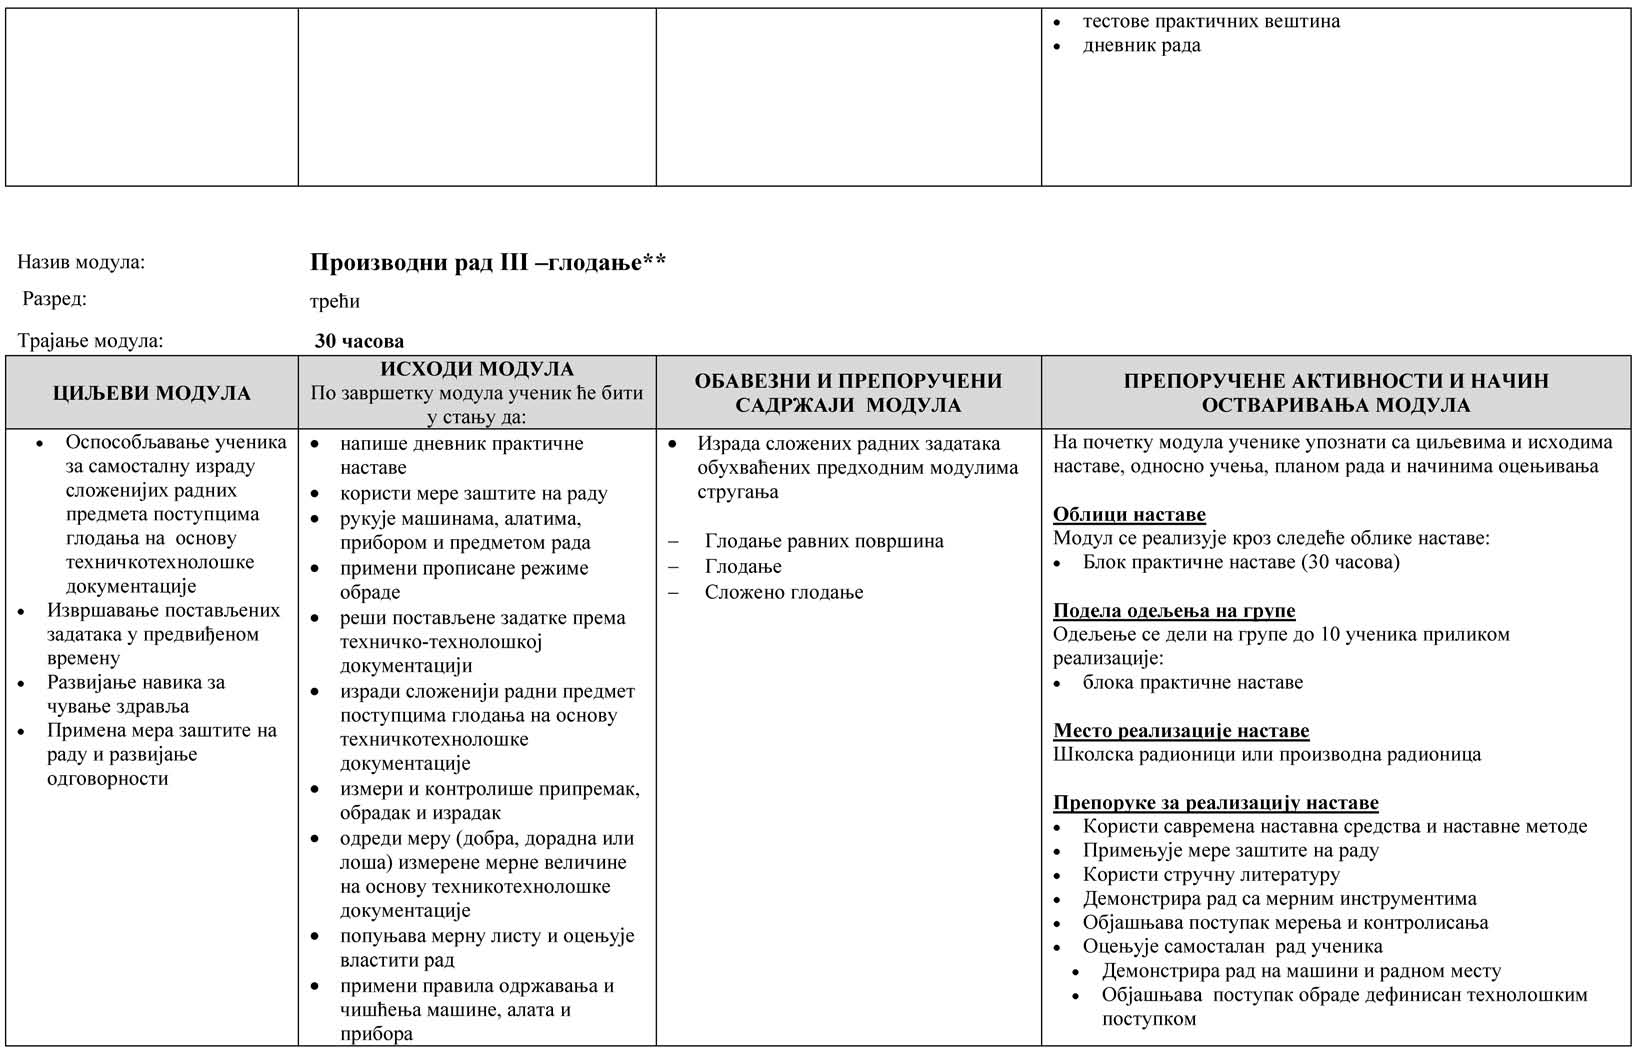 • тестове практичних вештина
• дневник рада
Назив модула: Производни рад III –глодање**
Разред: трећи
Трајање модула: 30 часова
ЦИЉЕВИ МОДУЛА
ИСХОДИ МОДУЛА
По завршетку модула ученик ће бити
у стању да:
ОБАВЕЗНИ И ПРЕПОРУЧЕНИ
САДРЖАЈИ МОДУЛА
ПРЕПОРУЧЕНЕ АКТИВНОСТИ И НАЧИН
ОСТВАРИВАЊА МОДУЛА
• Оспособљавање ученика
за самосталну израду
сложенијих радних
предмета поступцима
глодања на основу
техничкотехнолошке
документације
• Извршавање постављених
задатака у предвиђеном
времену
• Развијање навика за
чување здравља
• Примена мера заштите на
раду и развијање
одговорности
• напише дневник практичне
наставе
• користи мере заштите на раду
• рукује машинама, алатима,
прибором и предметом рада
• примени прописане режиме
обраде
• реши постављене задатке према
техничко-технолошкој
документацији
• изради сложенији радни предмет
поступцима глодања на основу
техничкотехнолошке
документације
• измери и контролише припремак,
обрадак и израдак
• одреди меру (добра, дорадна или
лоша) измерене мерне величине
на основу техникотехнолошке
документације
• попуњава мерну листу и оцењује
властити рад
• примени правила одржавања и
чишћења машине, алата и
прибора
• Израда сложених радних задатака
обухваћених предходним модулима
стругања
– Глодање равних површина
– Глодање
– Сложено глодање
На почетку модула ученике упознати са циљевима и исходима
наставе, односно учења, планом рада и начинима оцењивања
Облици наставе
Модул се реализује кроз следеће облике наставе:
• Блок практичне наставе (30 часова)
Подела одељења на групе
Одељење се дели на групе до 10 ученика приликом
реализације:
• блока практичне наставе
Место реализације наставе
Школска радионици или производна радионица
Препоруке за реализацију наставе
• Користи савремена наставна средства и наставне методе
• Примењује мере заштите на раду
• Користи стручну литературу
• Демонстрира рад са мерним инструментима
• Објашњава поступак мерења и контролисања
• Оцењује самосталан рад ученика
• Демонстрира рад на машини и радном месту
• Објашњава поступак обраде дефинисан технолошким
поступком